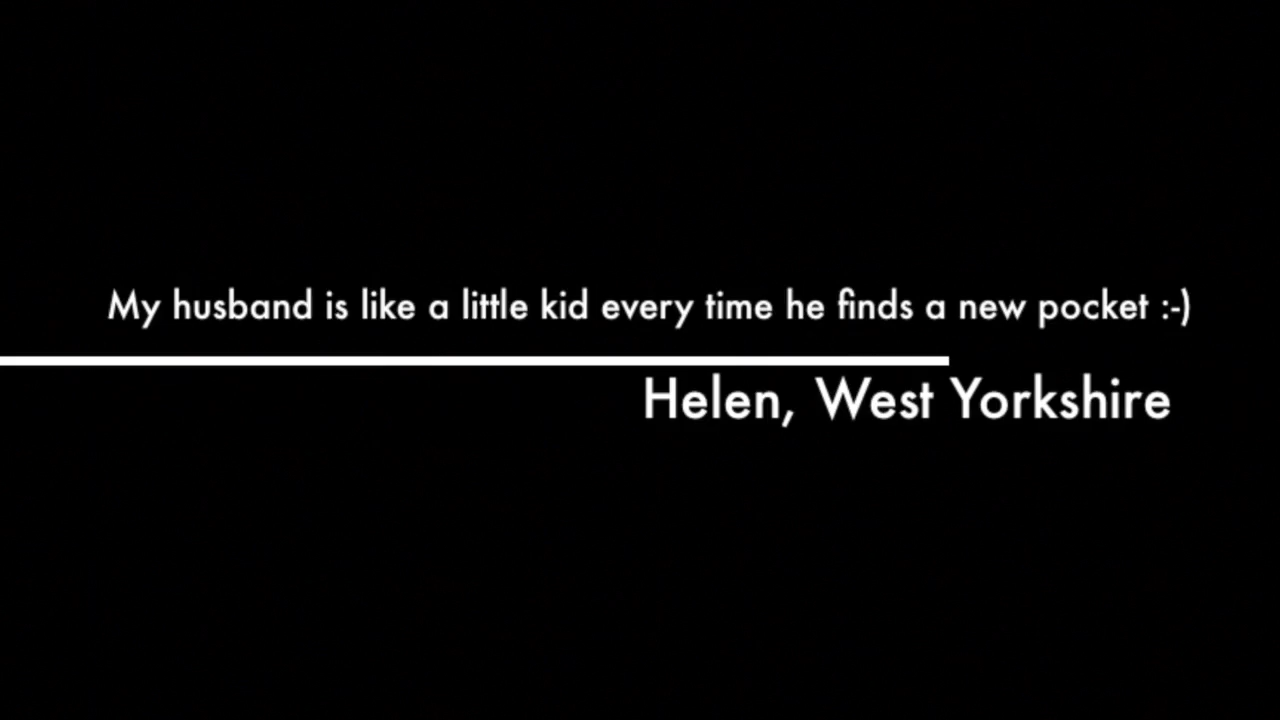 My husband is like a little kid every time he finds a new pocket :-)
Helen, West Yorkshire